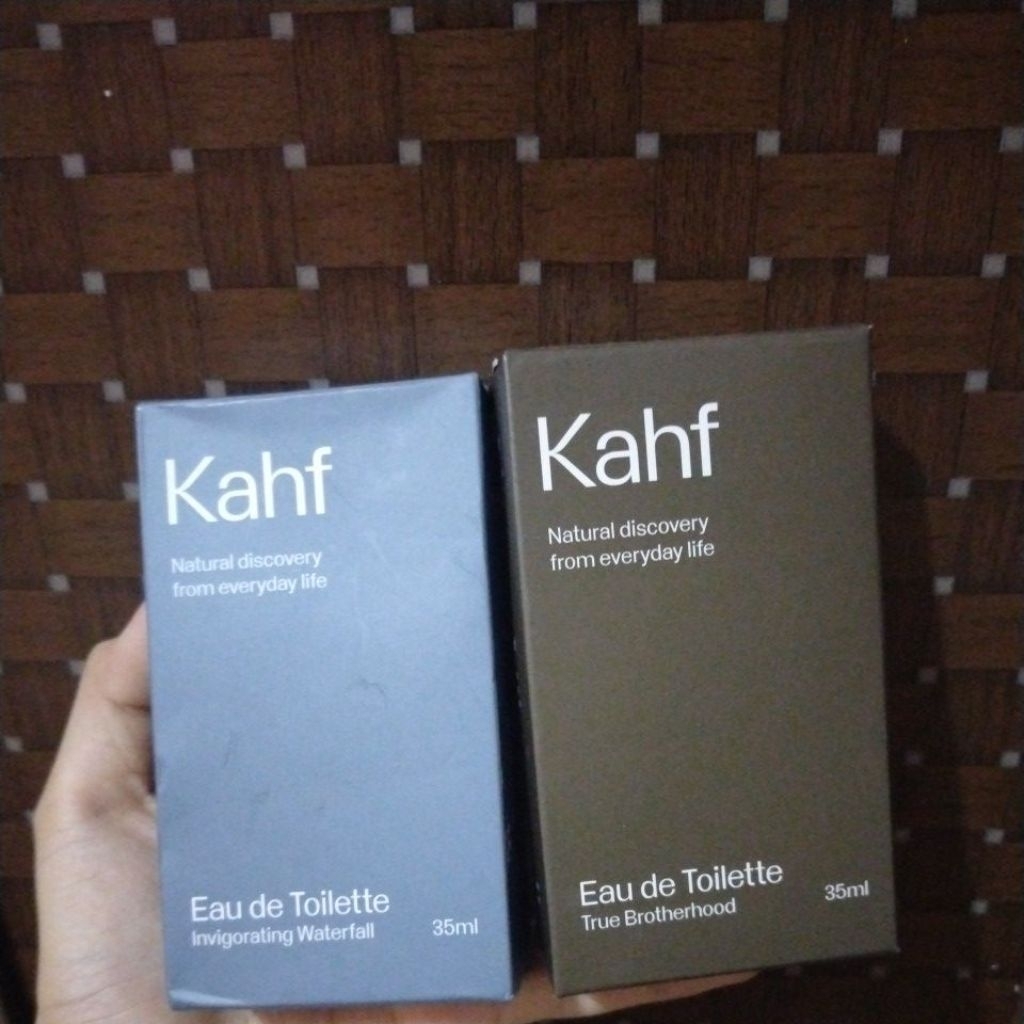 Kahf
Natural discovery
from everyday life
Eau de Toilette
Invigorating Waterfall
35ml
Kahf
Natural discovery
from everyday life
Eau de Toilette
True Brotherhood
35ml